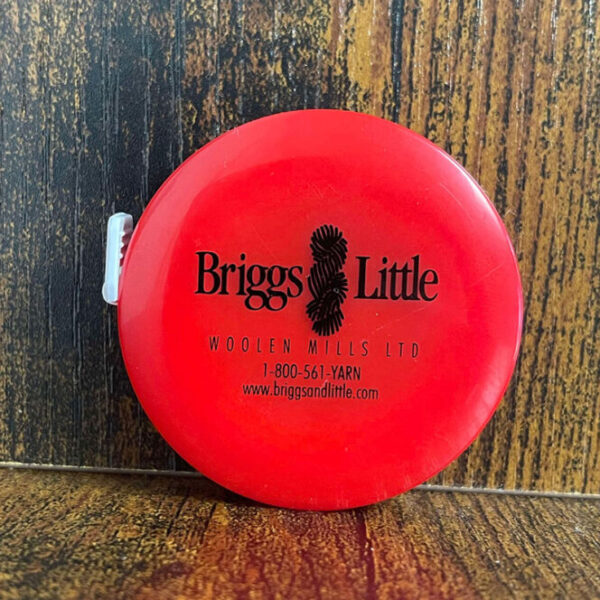 Briggs Little
WOOLEN MILLS LTD
1-800-561-YARN
www.briggsandlittle.com